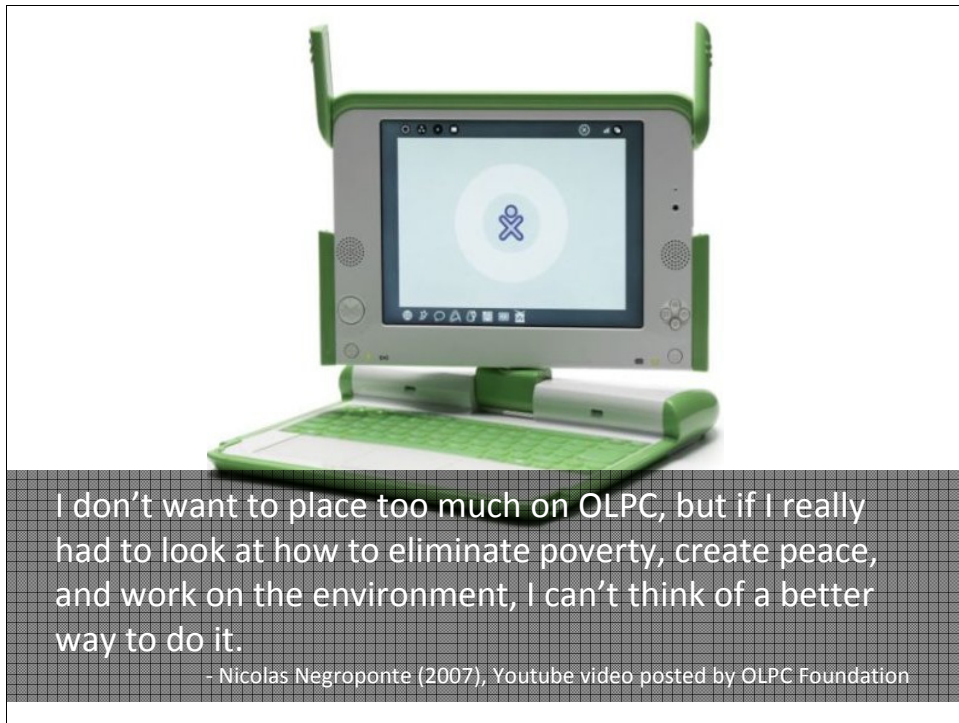 I don’t want to place too much on OLPC, but if I really
had to look at how to eliminate poverty, create peace,
and work on the environment, I can’t think of a better
way to do it.
- Nicolas Negroponte (2007), Youtube video posted by OLPC Foundation